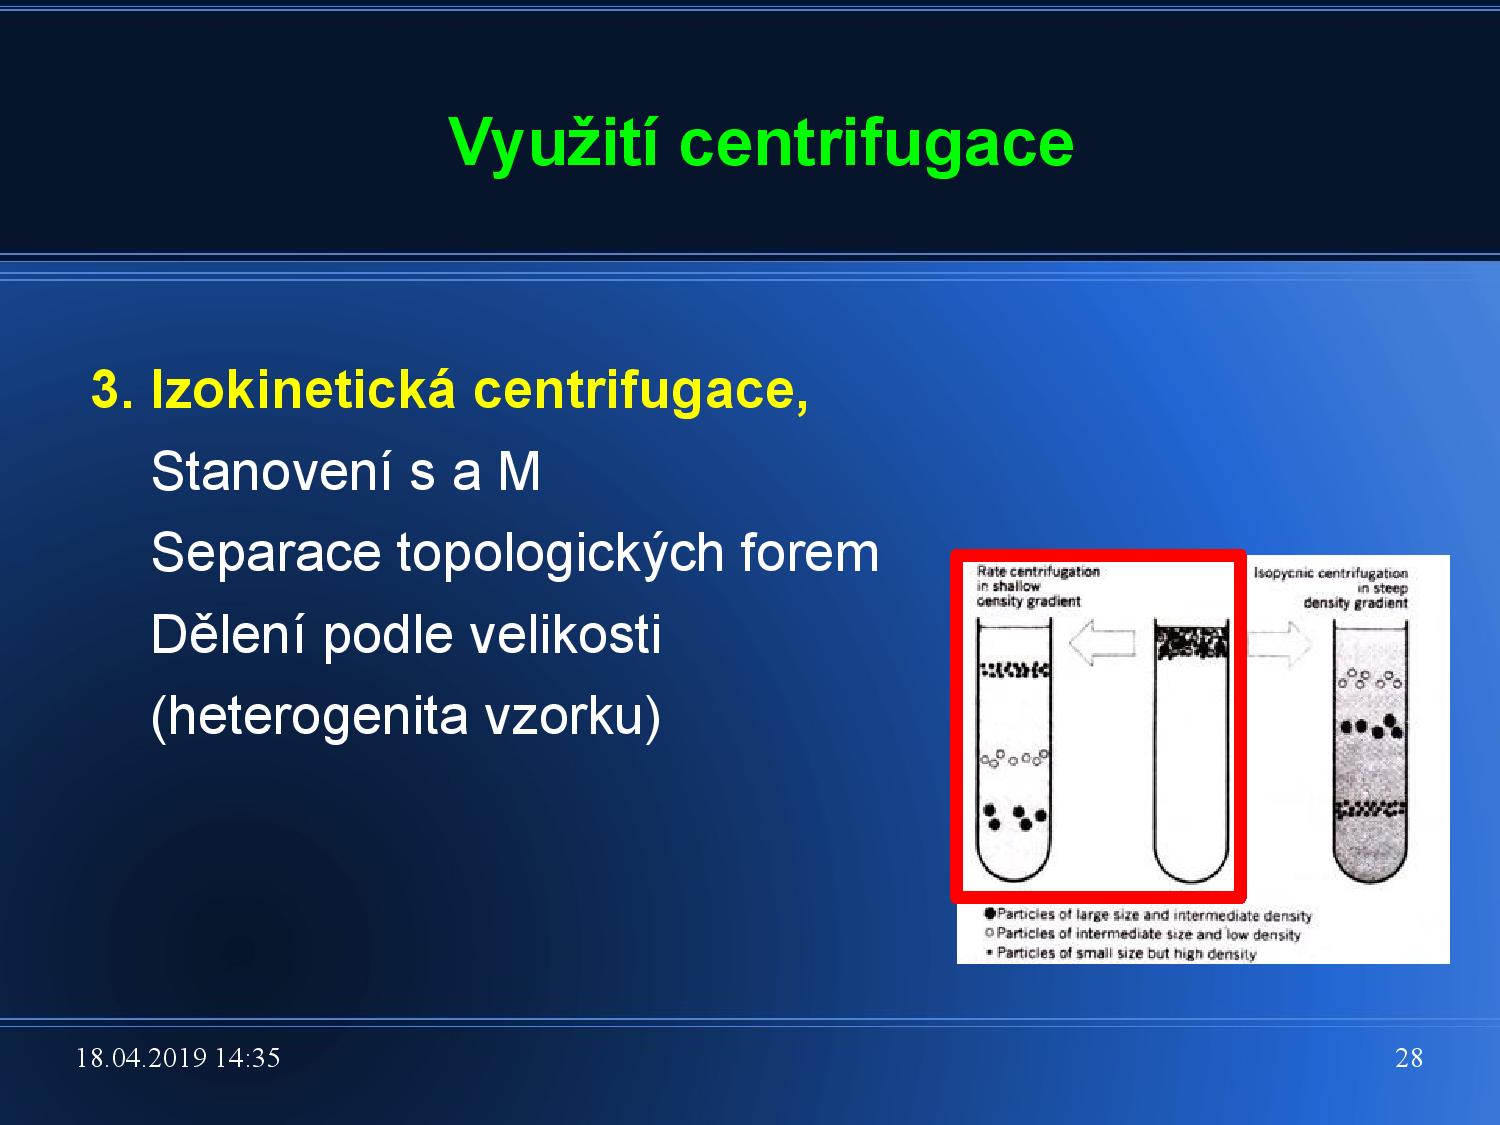 Využití centrifugace
3. Izokinetická centrifugace,
Stanovení s a M
Separace topologických forem
Dělení podle velikosti
(heterogenita vzorku)
Rate centrifugation
in shallow
density gradient
Isopycnic centrifugation
in steep
density gradient
●Particles of large size and intermediate density
○Particles of intermediate size and low density
▪ Particles of small size but high density
18.04.2019 14:35
28